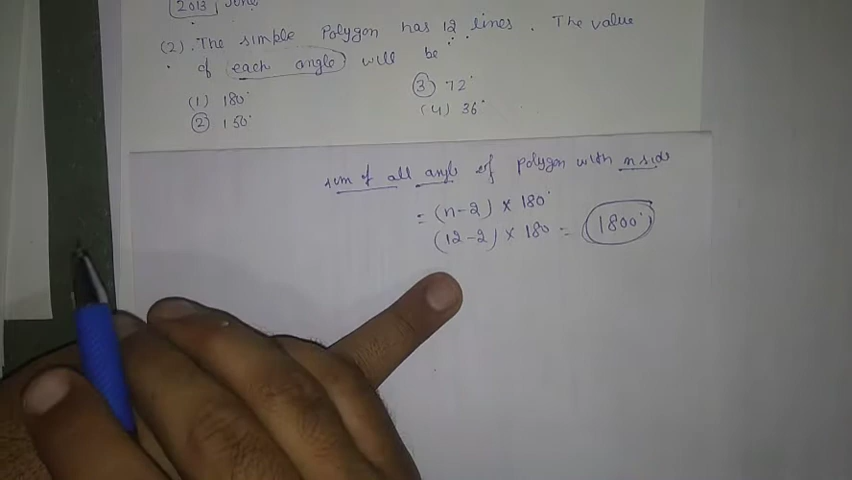 2013 June
(2). The simple Polygon has 12 lines. The value
of each angle will be
(1) 180°
(3) 72°
(2) 150°
(4) 36°
sum of all angle of Polygon with n side
= (n-2) × 180°
(12-2) × 180 = 1800°